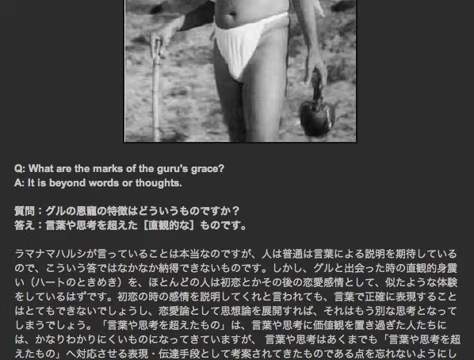 Q: What are the marks of the guru's grace?
A: It is beyond words or thoughts.
質問：グルの恩寵の特徴はどういうものですか？
答え：言葉や思考を超えた［直観的な］ものです。
ラマナマハルシが言っていることは本当なのですが、人は普通は言葉による説明を期待している
ので、こういう答ではなかなか納得できないものです。しかし、グルと出会った時の直観的身震
い（ハートのときめき）を、ほとんどの人は初恋とかその後の恋愛感情として、似たような体験
をしているはずです。初恋の時の感情を説明してくれと言われても、言葉で正確に表現すること
はとてもできないでしょうし、恋愛論として思想論を展開すれば、それはもう別な思考となって
しまうでしょう。「言葉や思考を超えたもの」は、言葉や思考に価値観を置き過ぎた人たちに
は、かなりわかりにくいものになってきていますが、 言葉や思考はあくまでも「言葉や思考を超
えたもの」へ対応させる表現・伝達手段として考案されてきたものである点を忘れないようにし